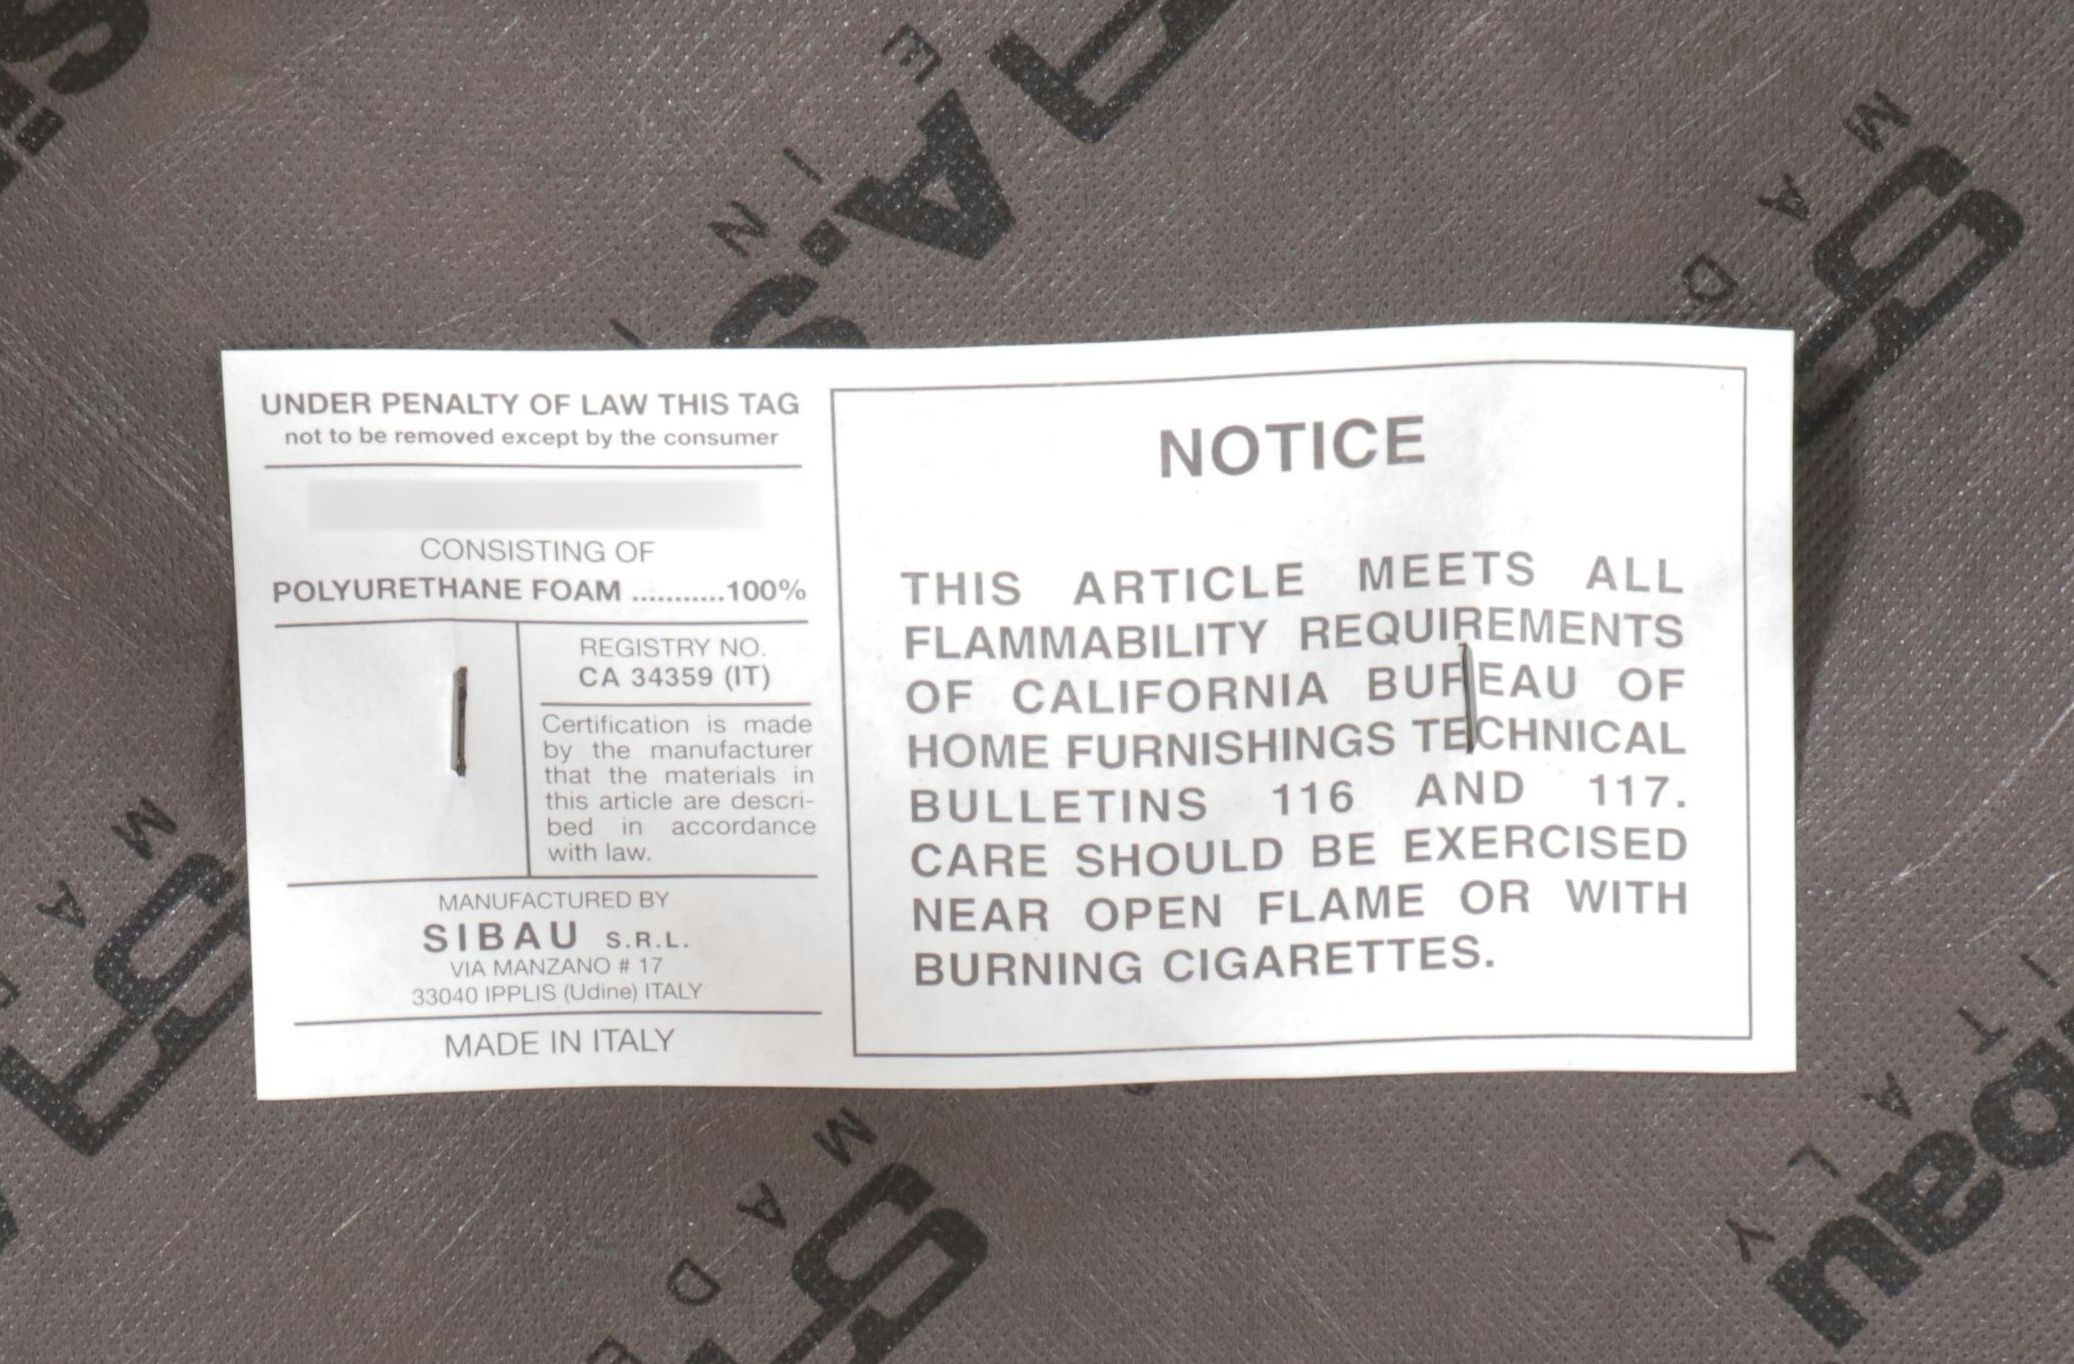 UNDER PENALTY OF LAW THIS TAG
not to be removed except by the consumer
CONSISTING OF
POLYURETHANE FOAM ...........100%
REGISTRY NO.
CA 34359 (IT)
Certification is made
by the manufacturer
that the materials in
this article are descri-
bed in accordance
with law.
MANUFACTURED BY
SIBAU S.R.L.
VIA MANZANO # 17
33040 IPPLIS (Udine) ITALY
MADE IN ITALY
NOTICE
THIS ARTICLE MEETS ALL
FLAMMABILITY REQUIREMENTS
OF CALIFORNIA BUREAU OF
HOME FURNISHINGS TECHNICAL
BULLETINS 116 AND 117.
CARE SHOULD BE EXERCISED
NEAR OPEN FLAME OR WITH
BURNING CIGARETTES.